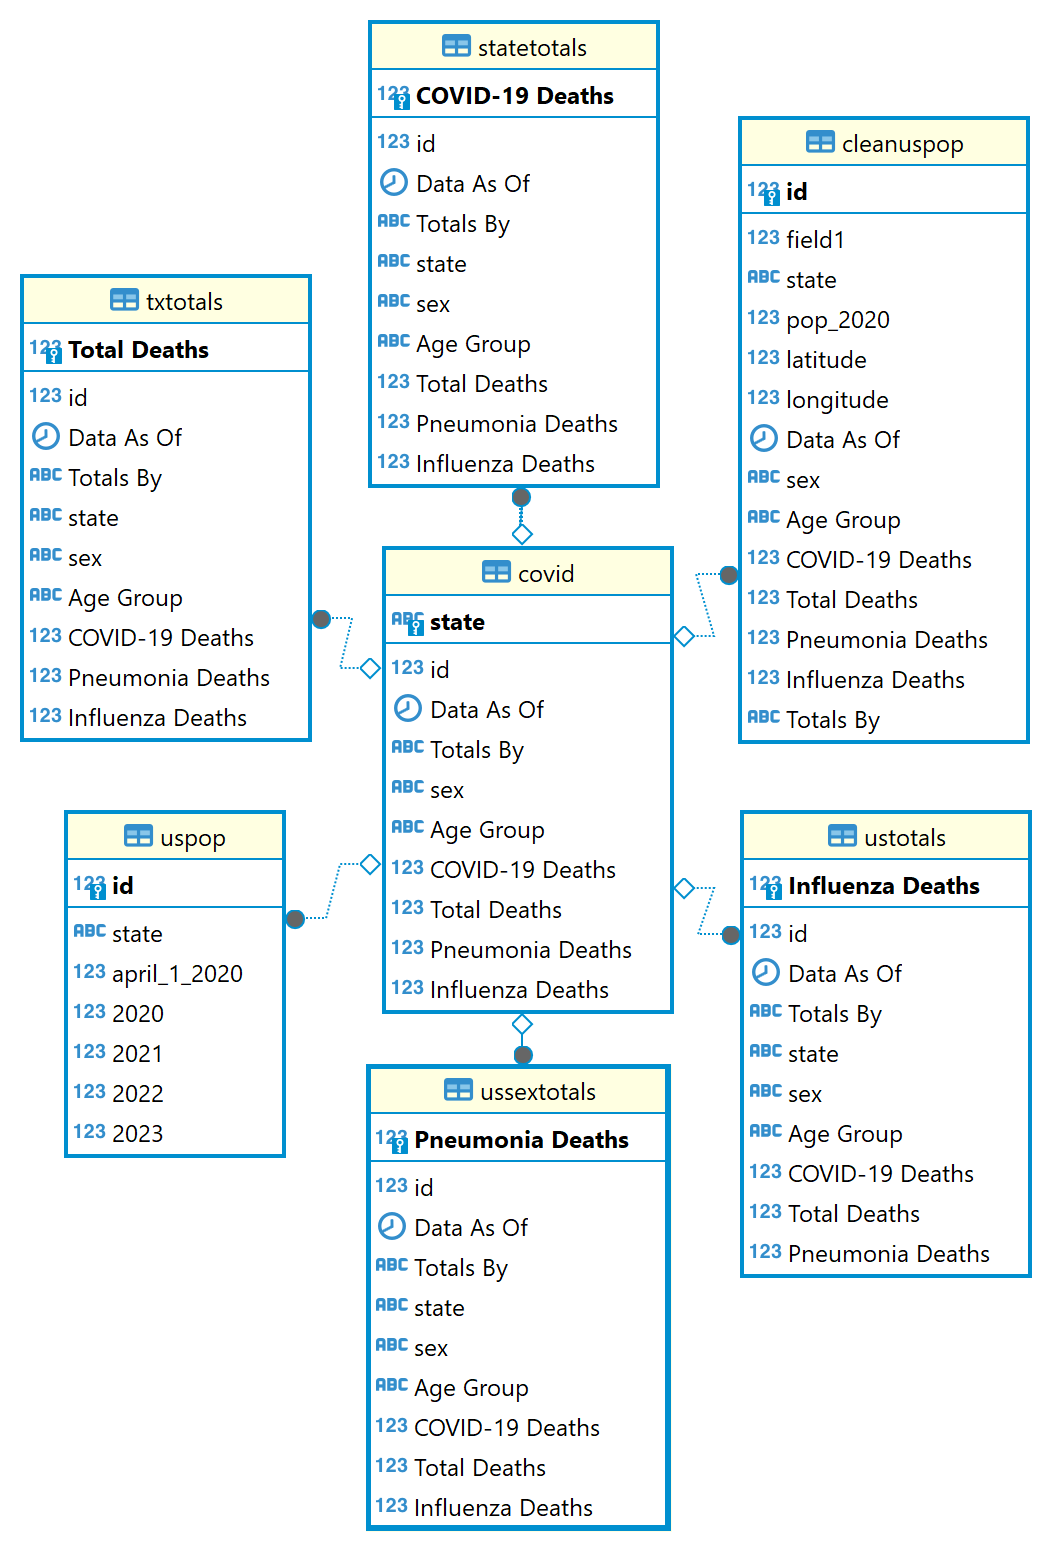 statetotals
123 COVID-19 Deaths
123 id
Data As Of
ABC Totals By
ABC state
ABC sex
ABC Age Group
123 Total Deaths
123 Pneumonia Deaths
123 Influenza Deaths
cleanuspop
123 id
123 field1
ABC state
123 pop_2020
123 latitude
123 longitude
Data As Of
ABC sex
ABC Age Group
123 COVID-19 Deaths
123 Total Deaths
123 Pneumonia Deaths
123 Influenza Deaths
ABC Totals By
txtotals
123 Total Deaths
123 id
Data As Of
ABC Totals By
ABC state
ABC sex
ABC Age Group
123 COVID-19 Deaths
123 Pneumonia Deaths
123 Influenza Deaths
covid
ABC state
123 id
Data As Of
ABC Totals By
ABC sex
ABC Age Group
123 COVID-19 Deaths
123 Total Deaths
123 Pneumonia Deaths
123 Influenza Deaths
uspop
123 id
ABC state
123 april_1_2020
123 2020
123 2021
123 2022
123 2023
ustotals
123 Influenza Deaths
123 id
Data As Of
ABC Totals By
ABC state
ABC sex
ABC Age Group
123 COVID-19 Deaths
123 Total Deaths
123 Pneumonia Deaths
ussextotals
123 Pneumonia Deaths
123 id
Data As Of
ABC Totals By
ABC state
ABC sex
ABC Age Group
123 COVID-19 Deaths
123 Total Deaths
123 Influenza Deaths